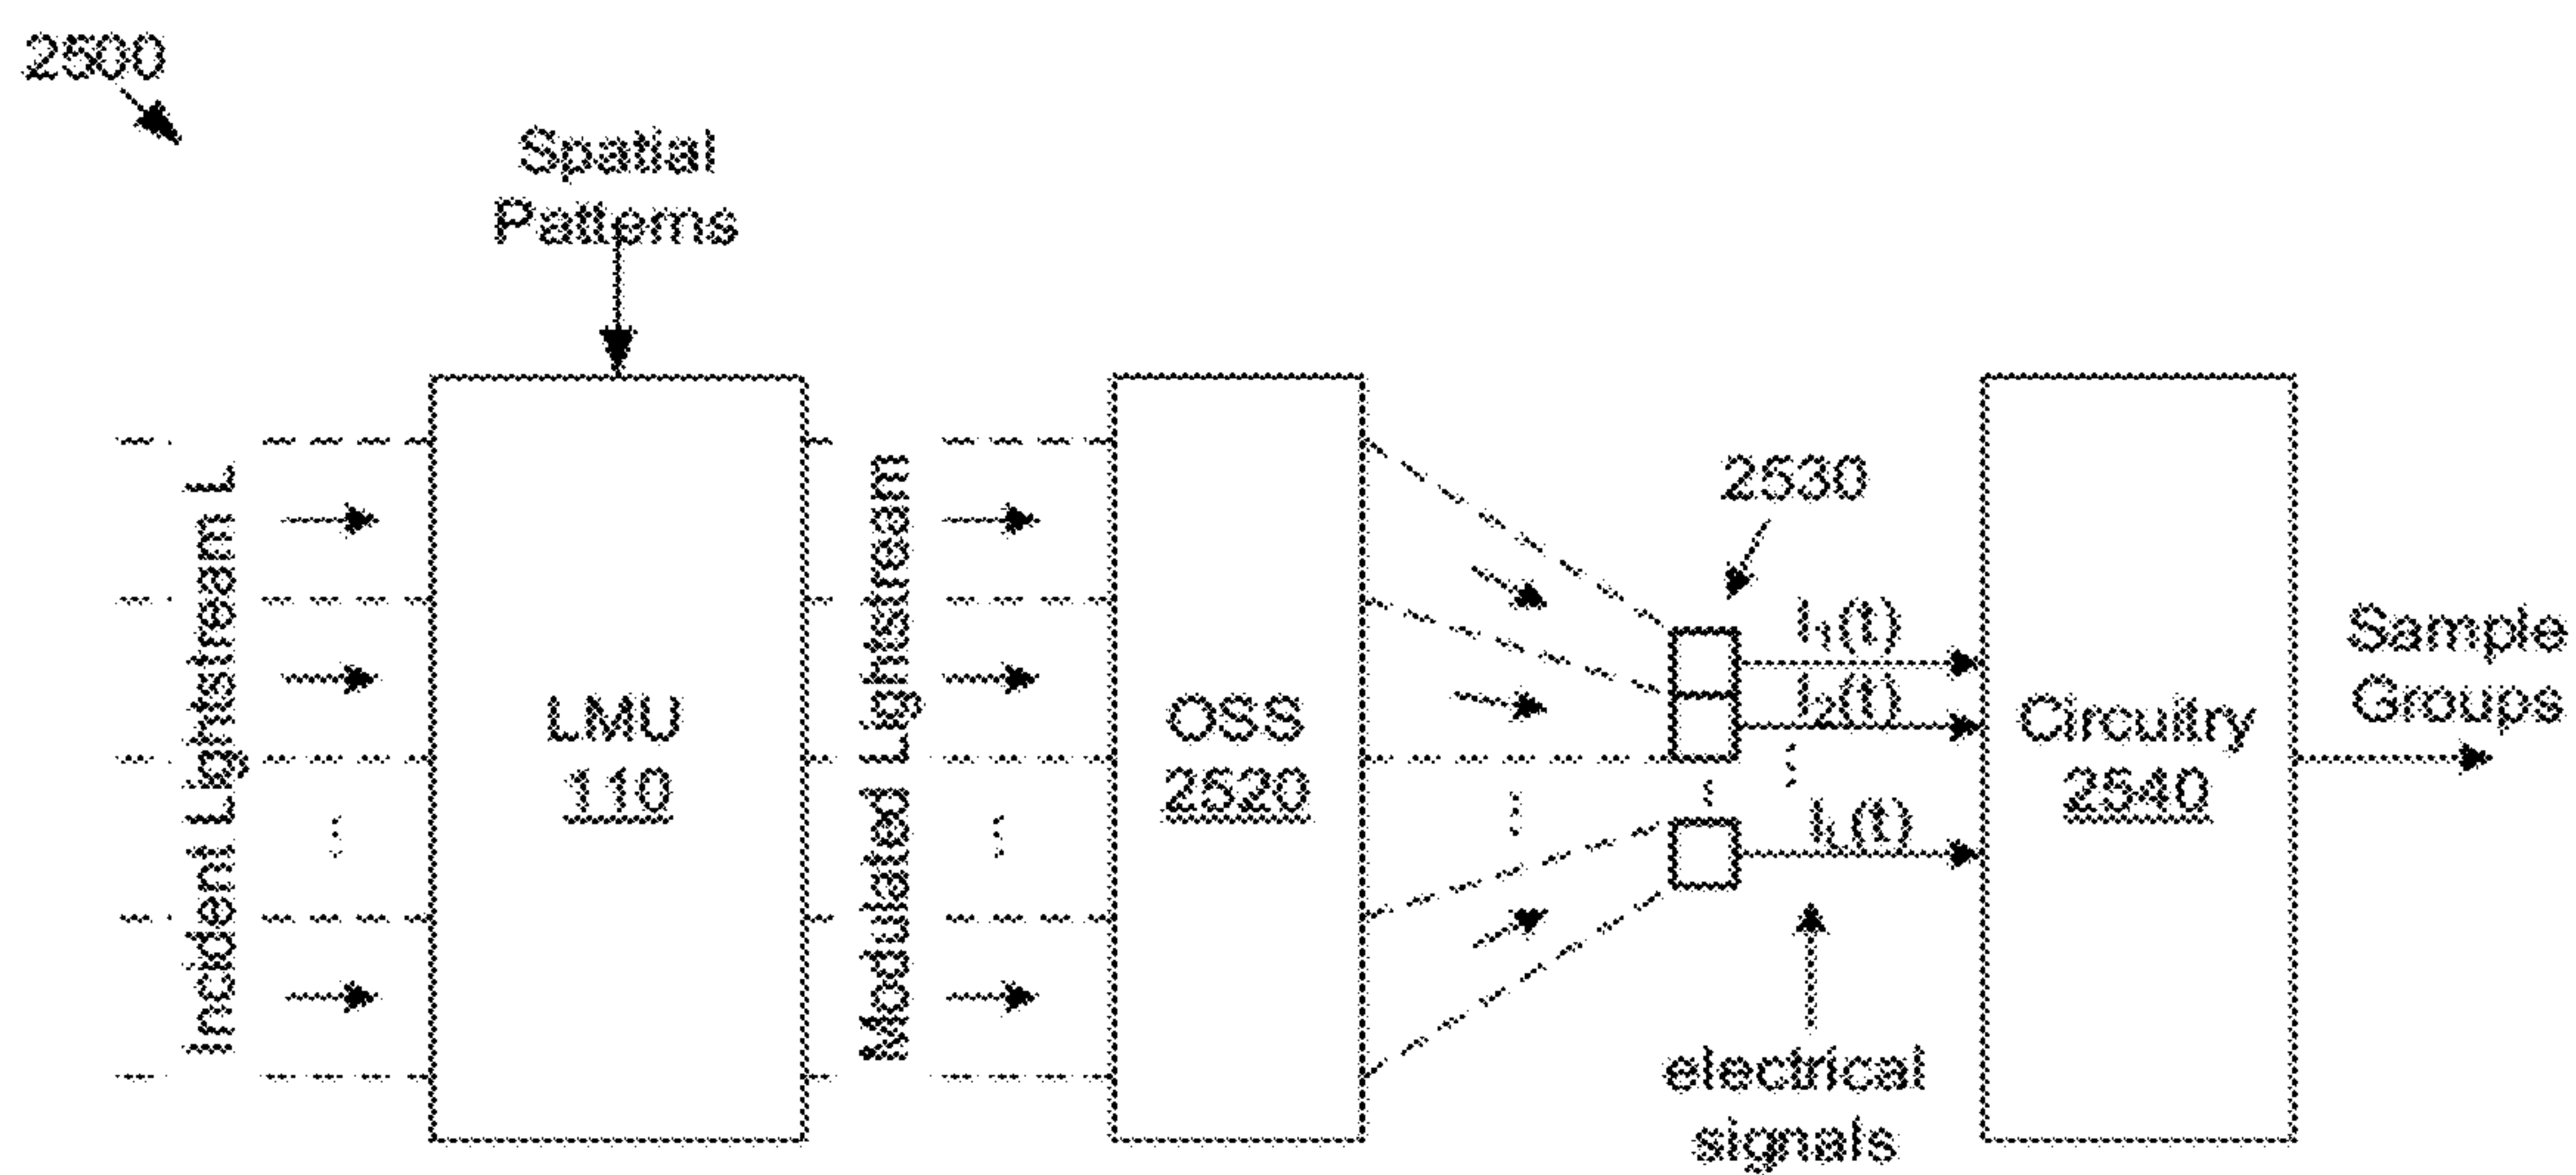 2500
Spatial
Patterns
Incident Lightstream L
LMU
110
Modulated Lightstream
OSS
2520
2530
I1(t)
I2(t)
IL(t)
electrical
signals
Circuitry
2540
Sample
Groups